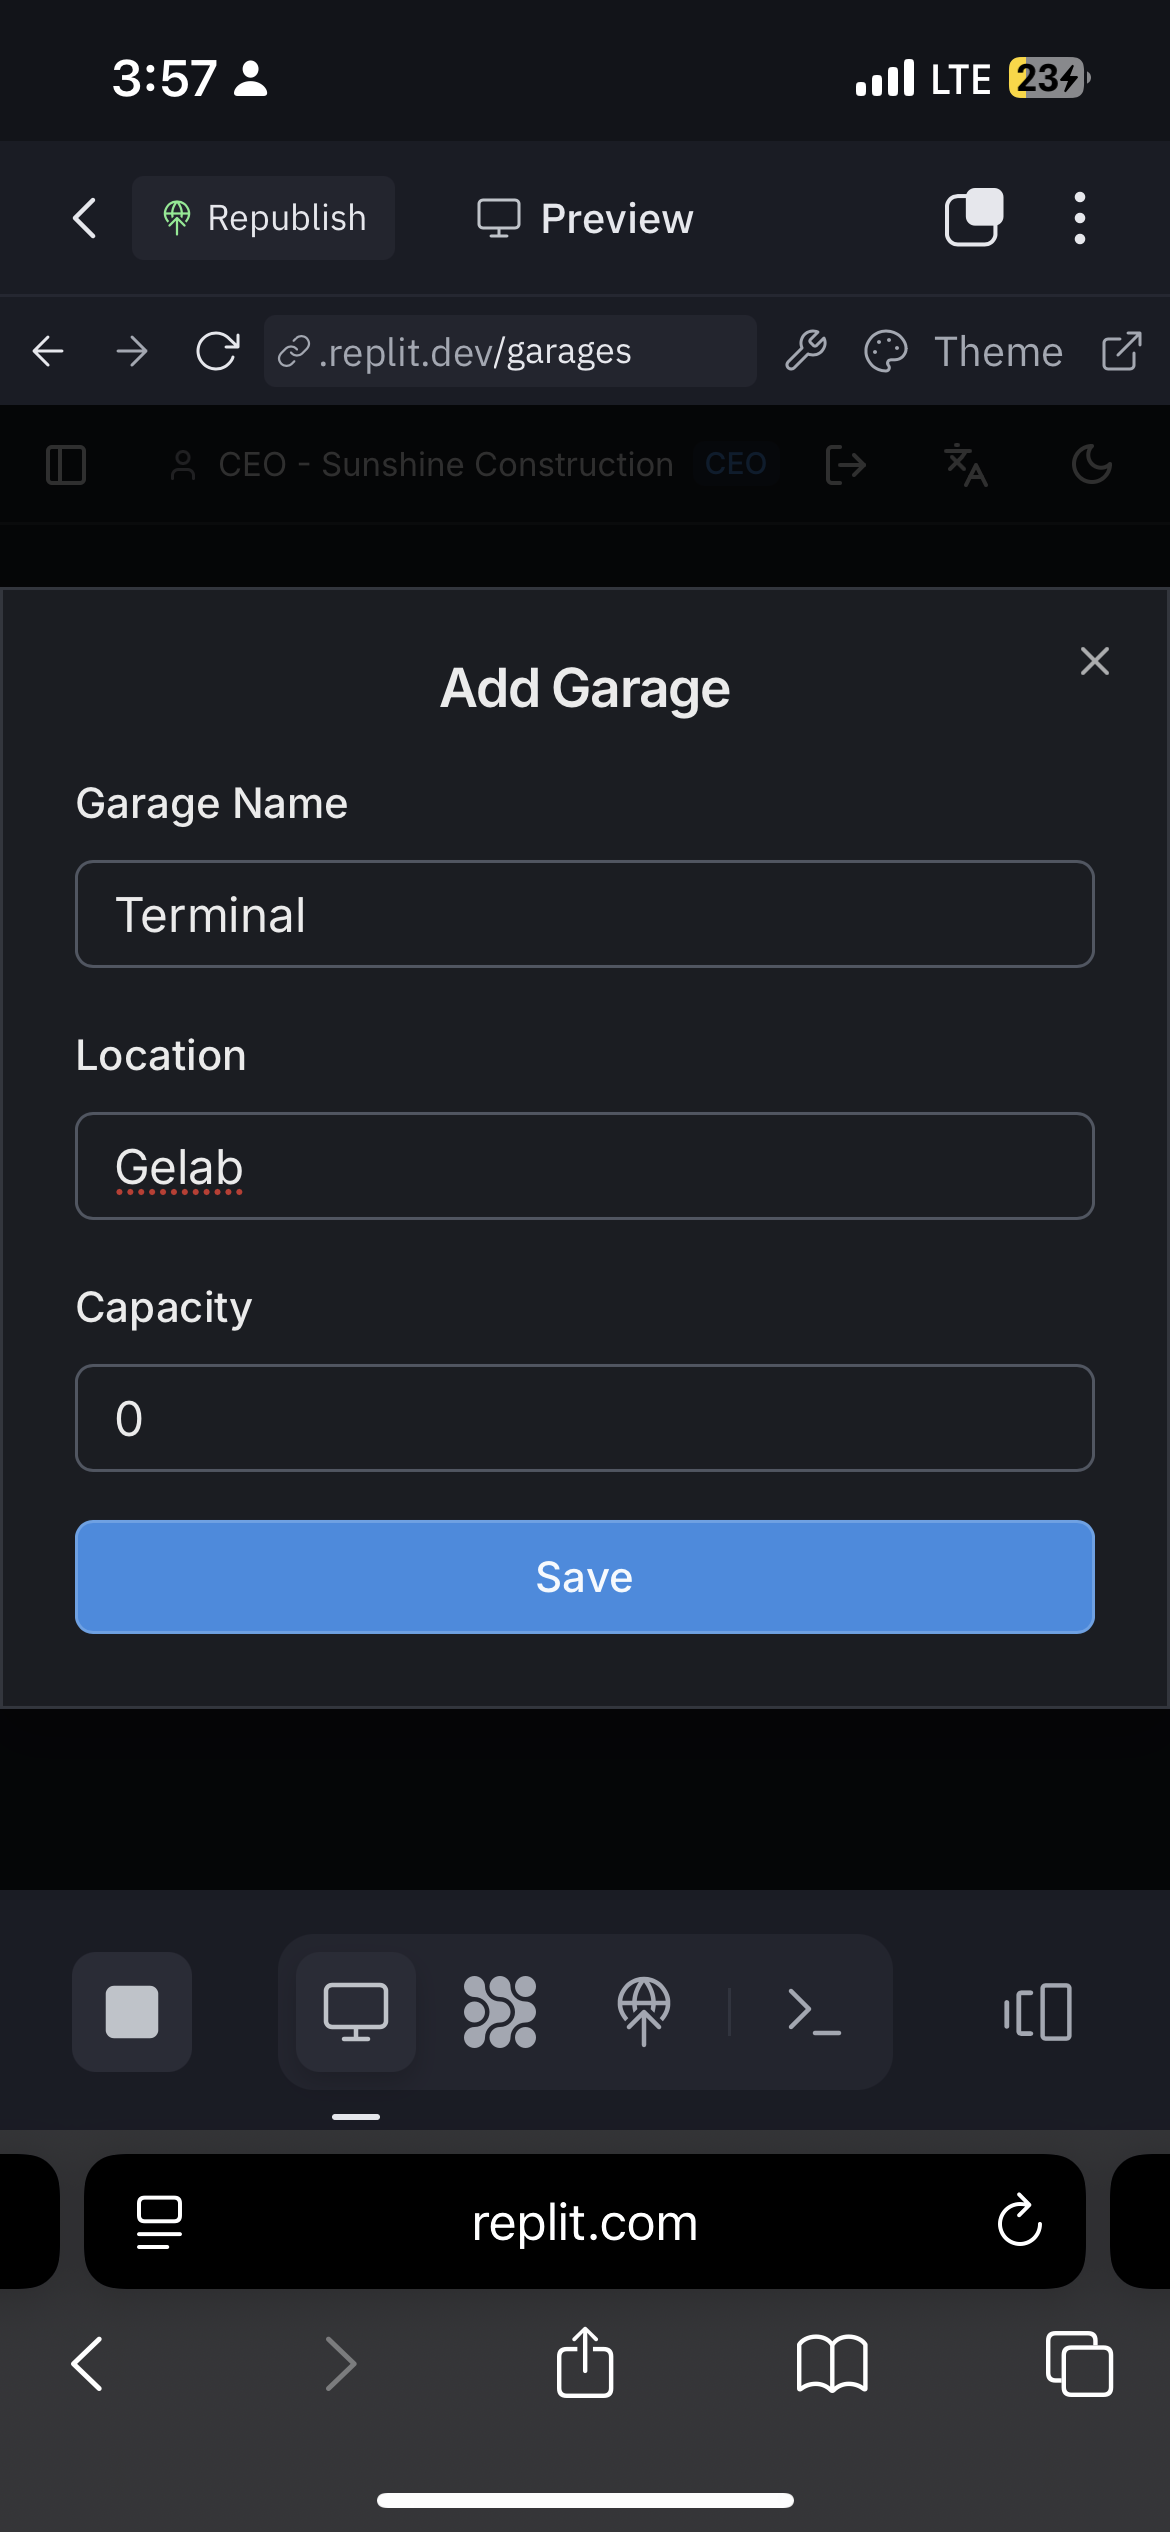 3:57 LTE 23
Republish Preview
.replit.dev/garages Theme
CEO - Sunshine Construction CEO
Add Garage
Garage Name
Terminal
Location
Gelab
Capacity
0
Save
replit.com